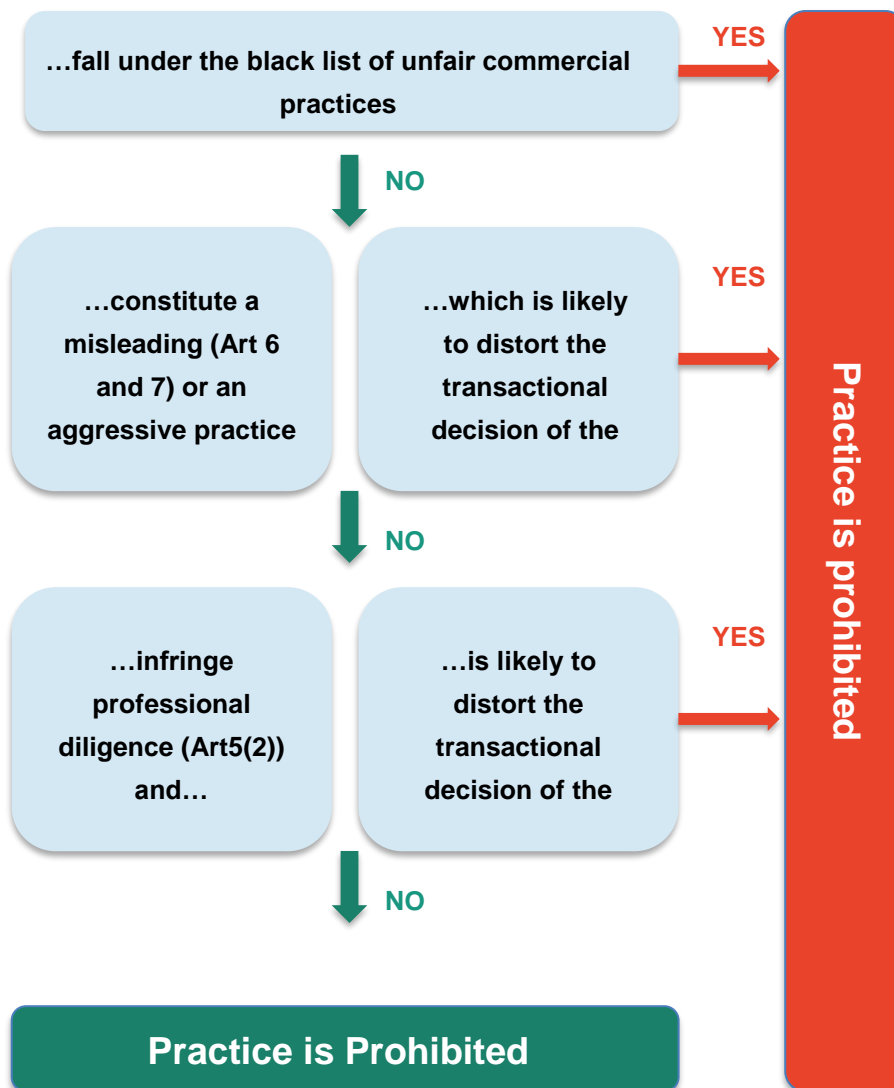 YES
…fall under the black list of unfair commercial
practices
NO
…constitute a
misleading (Art 6
and 7) or an
aggressive practice
…which is likely
to distort the
transactional
decision of the
YES
NO
…infringe
professional
diligence (Art5(2))
and…
…is likely to
distort the
transactional
decision of the
YES
NO
Practice is Prohibited
Practice is prohibited